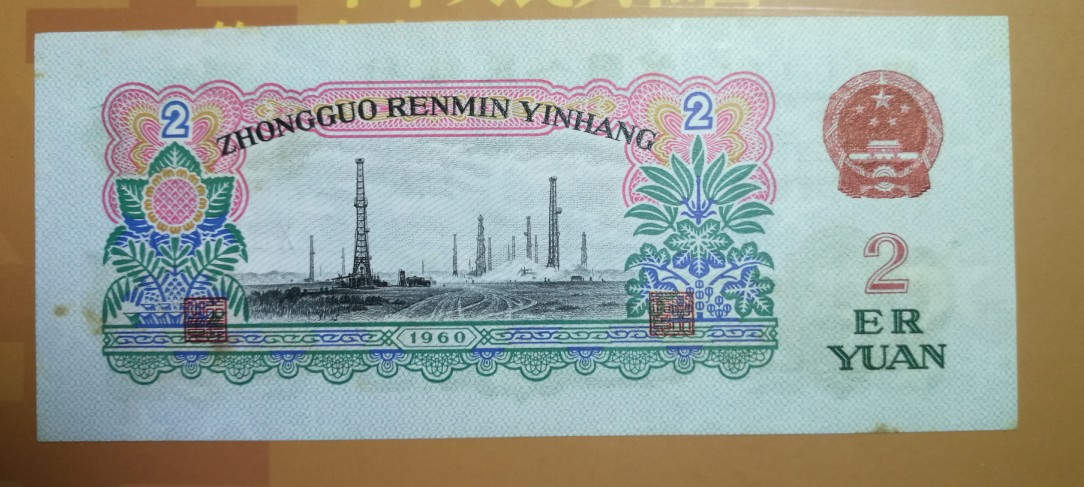 2
2
ZHONGGUO RENMIN YINHANG
2
ER
YUAN
1960